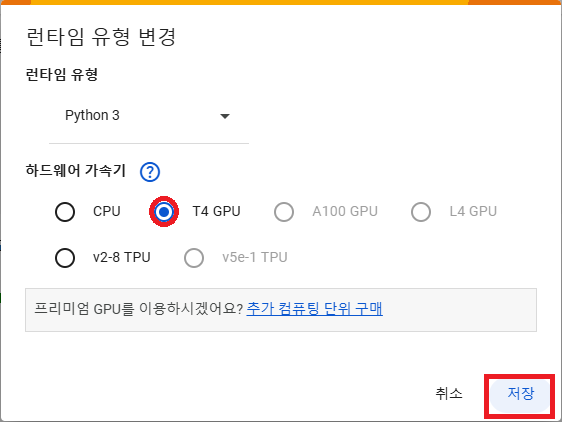 런타임 유형 변경
런타임 유형
Python 3
하드웨어 가속기 ?
CPU T4 GPU A100 GPU L4 GPU
v2-8 TPU v5e-1 TPU
프리미엄 GPU를 이용하시겠어요? 추가 컴퓨팅 단위 구매
취소 저장